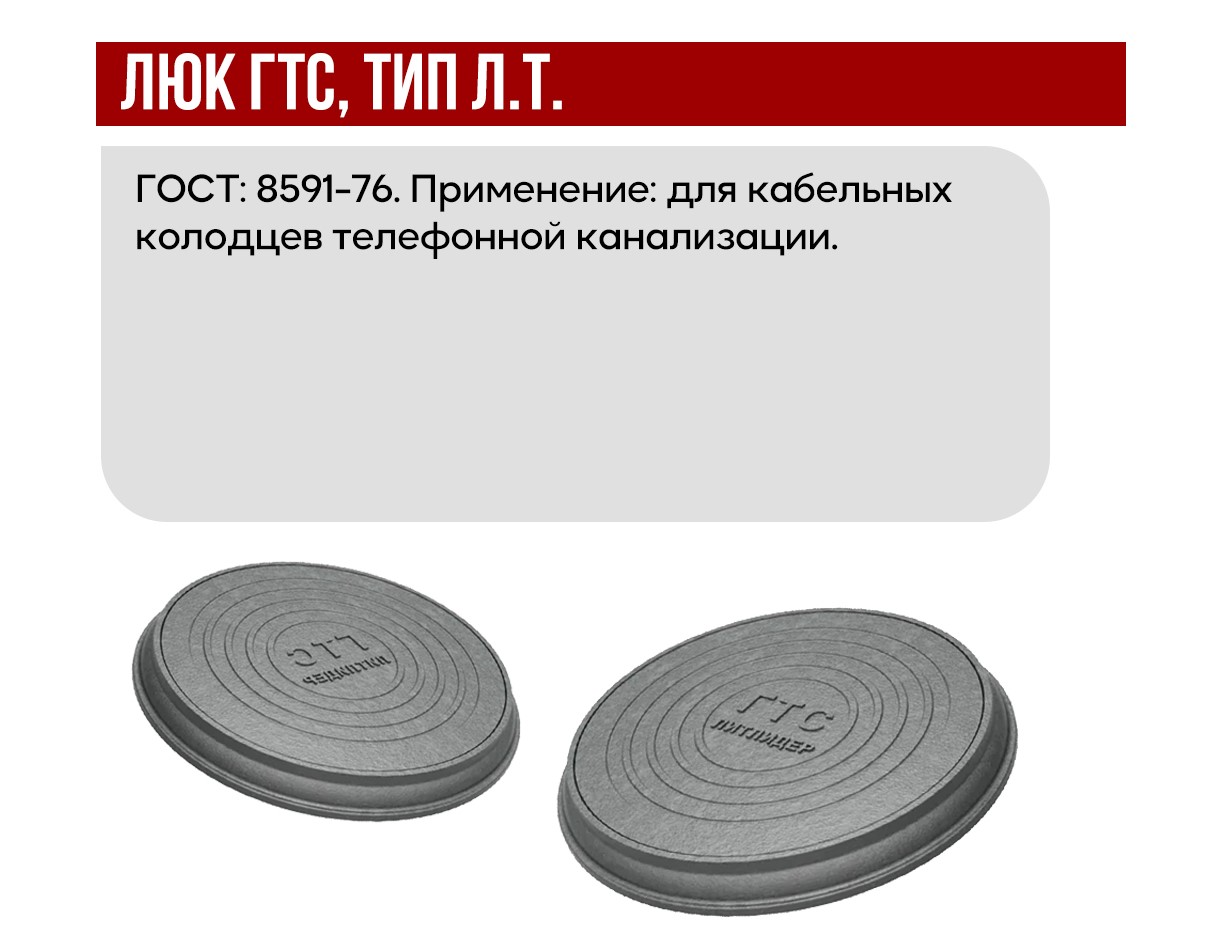 ЛЮК ГТС, ТИП Л.Т.
ГОСТ: 8591-76. Применение: для кабельных
колодцев телефонной канализации.
ГТС
ЛИТЛИДЕР
ГТС
ЛИТЛИДЕР